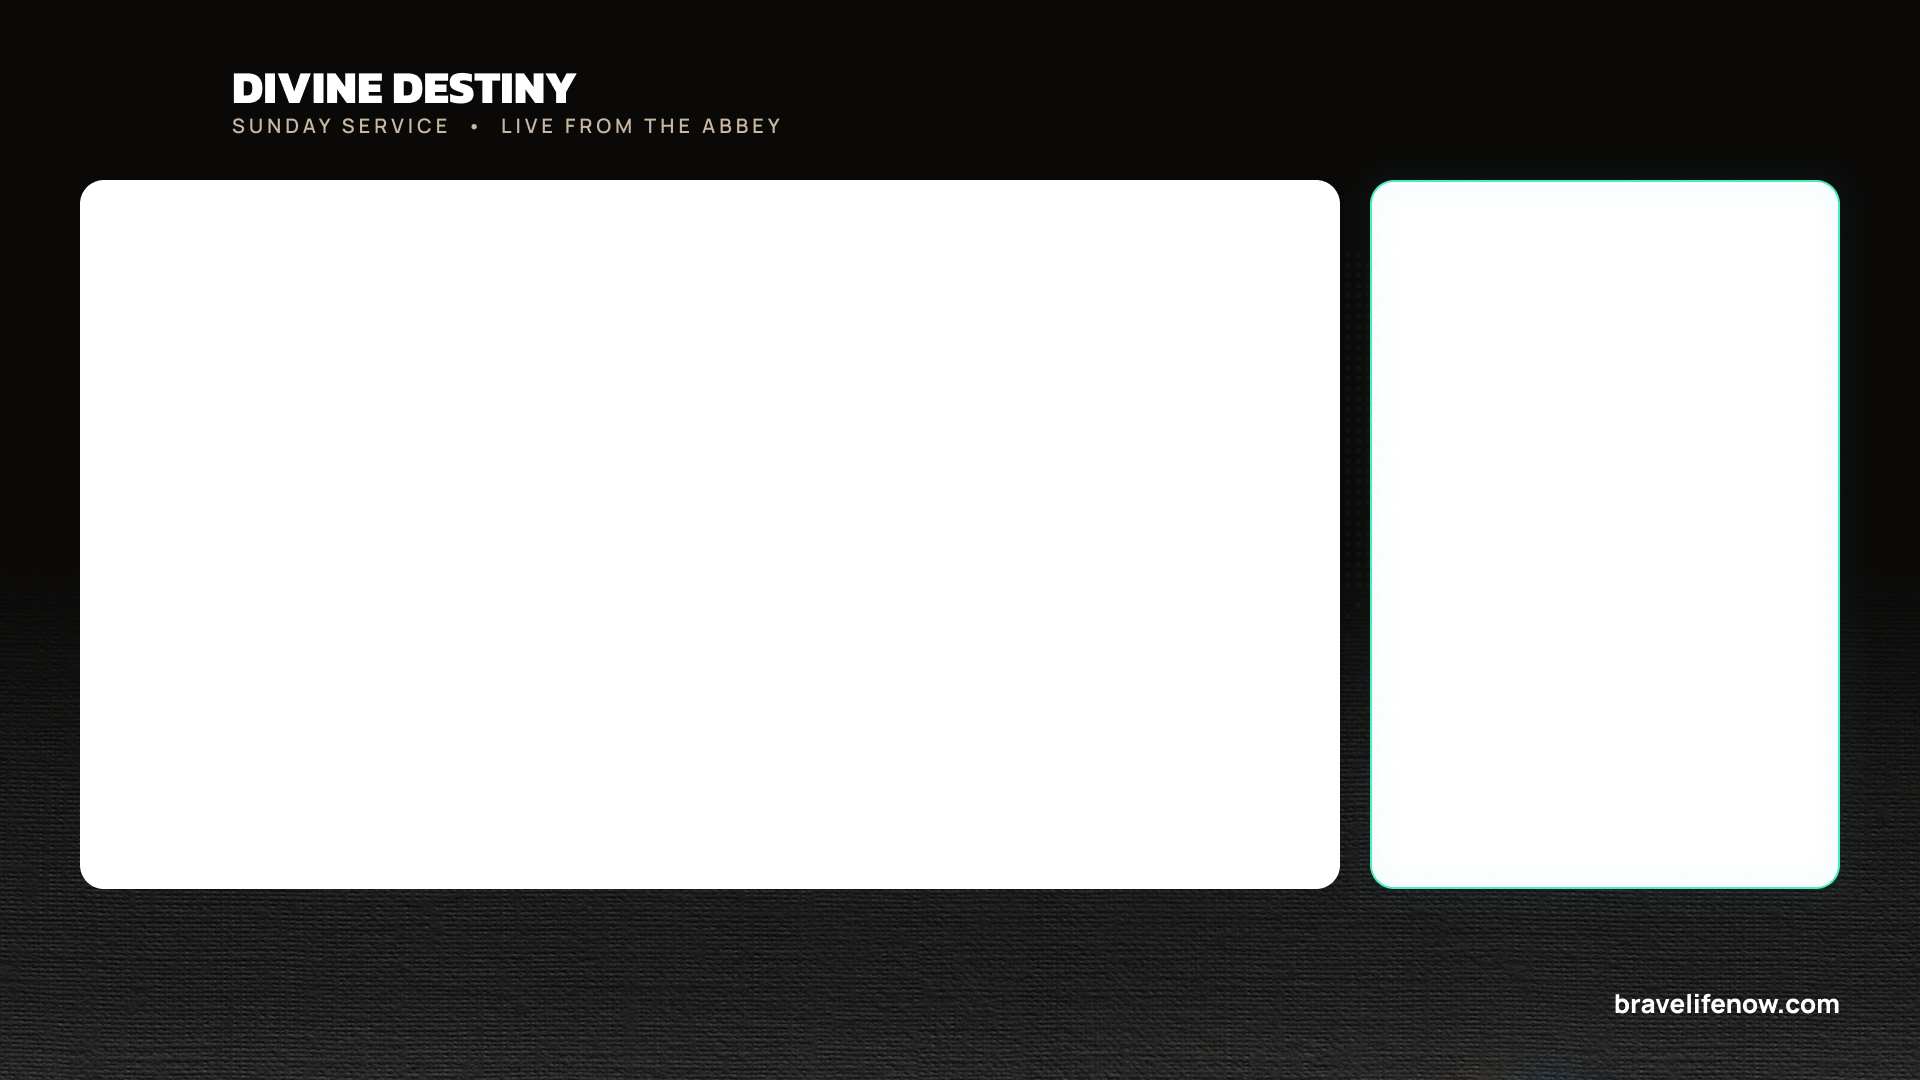 DIVINE DESTINY
SUNDAY SERVICE • LIVE FROM THE ABBEY
bravelifenow.com